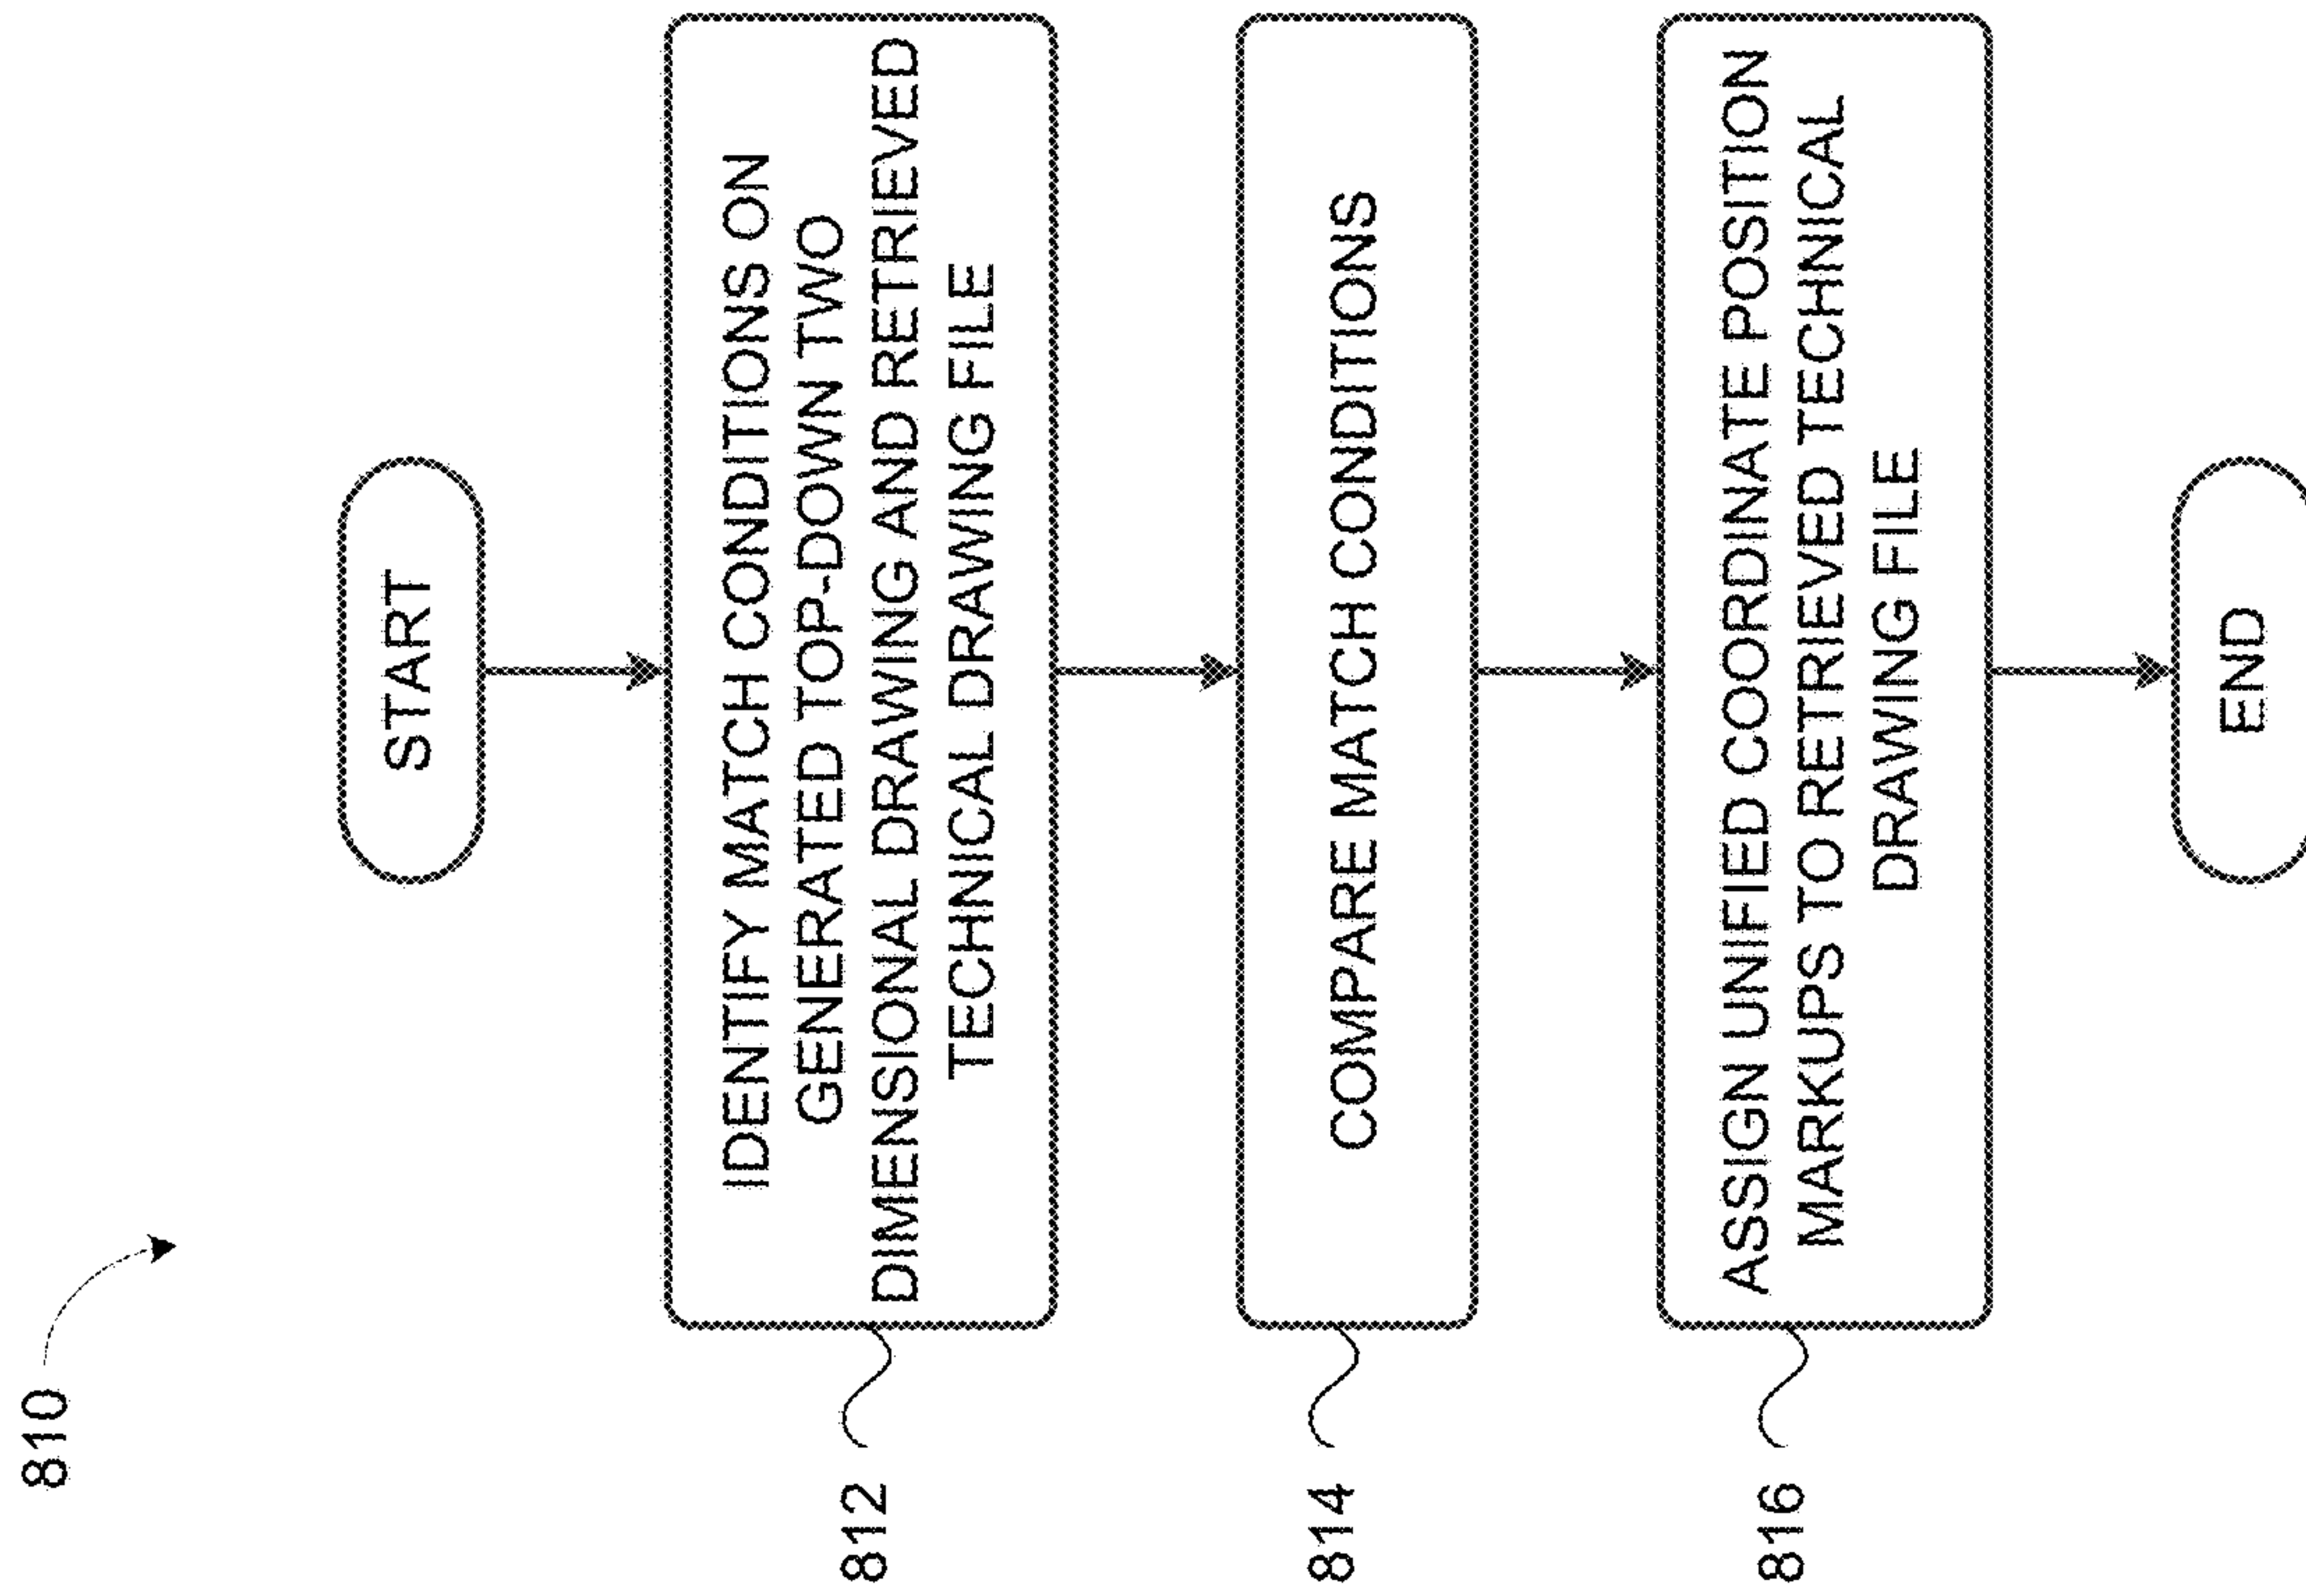 810
START
812
IDENTIFY MATCH CONDITIONS ON
GENERATED TOP-DOWN TWO
DIMENSIONAL DRAWING AND RETRIEVED
TECHNICAL DRAWING FILE
814
COMPARE MATCH CONDITIONS
816
ASSIGN UNIFIED COORDINATE POSITION
MARKUPS TO RETRIEVED TECHNICAL
DRAWING FILE
END